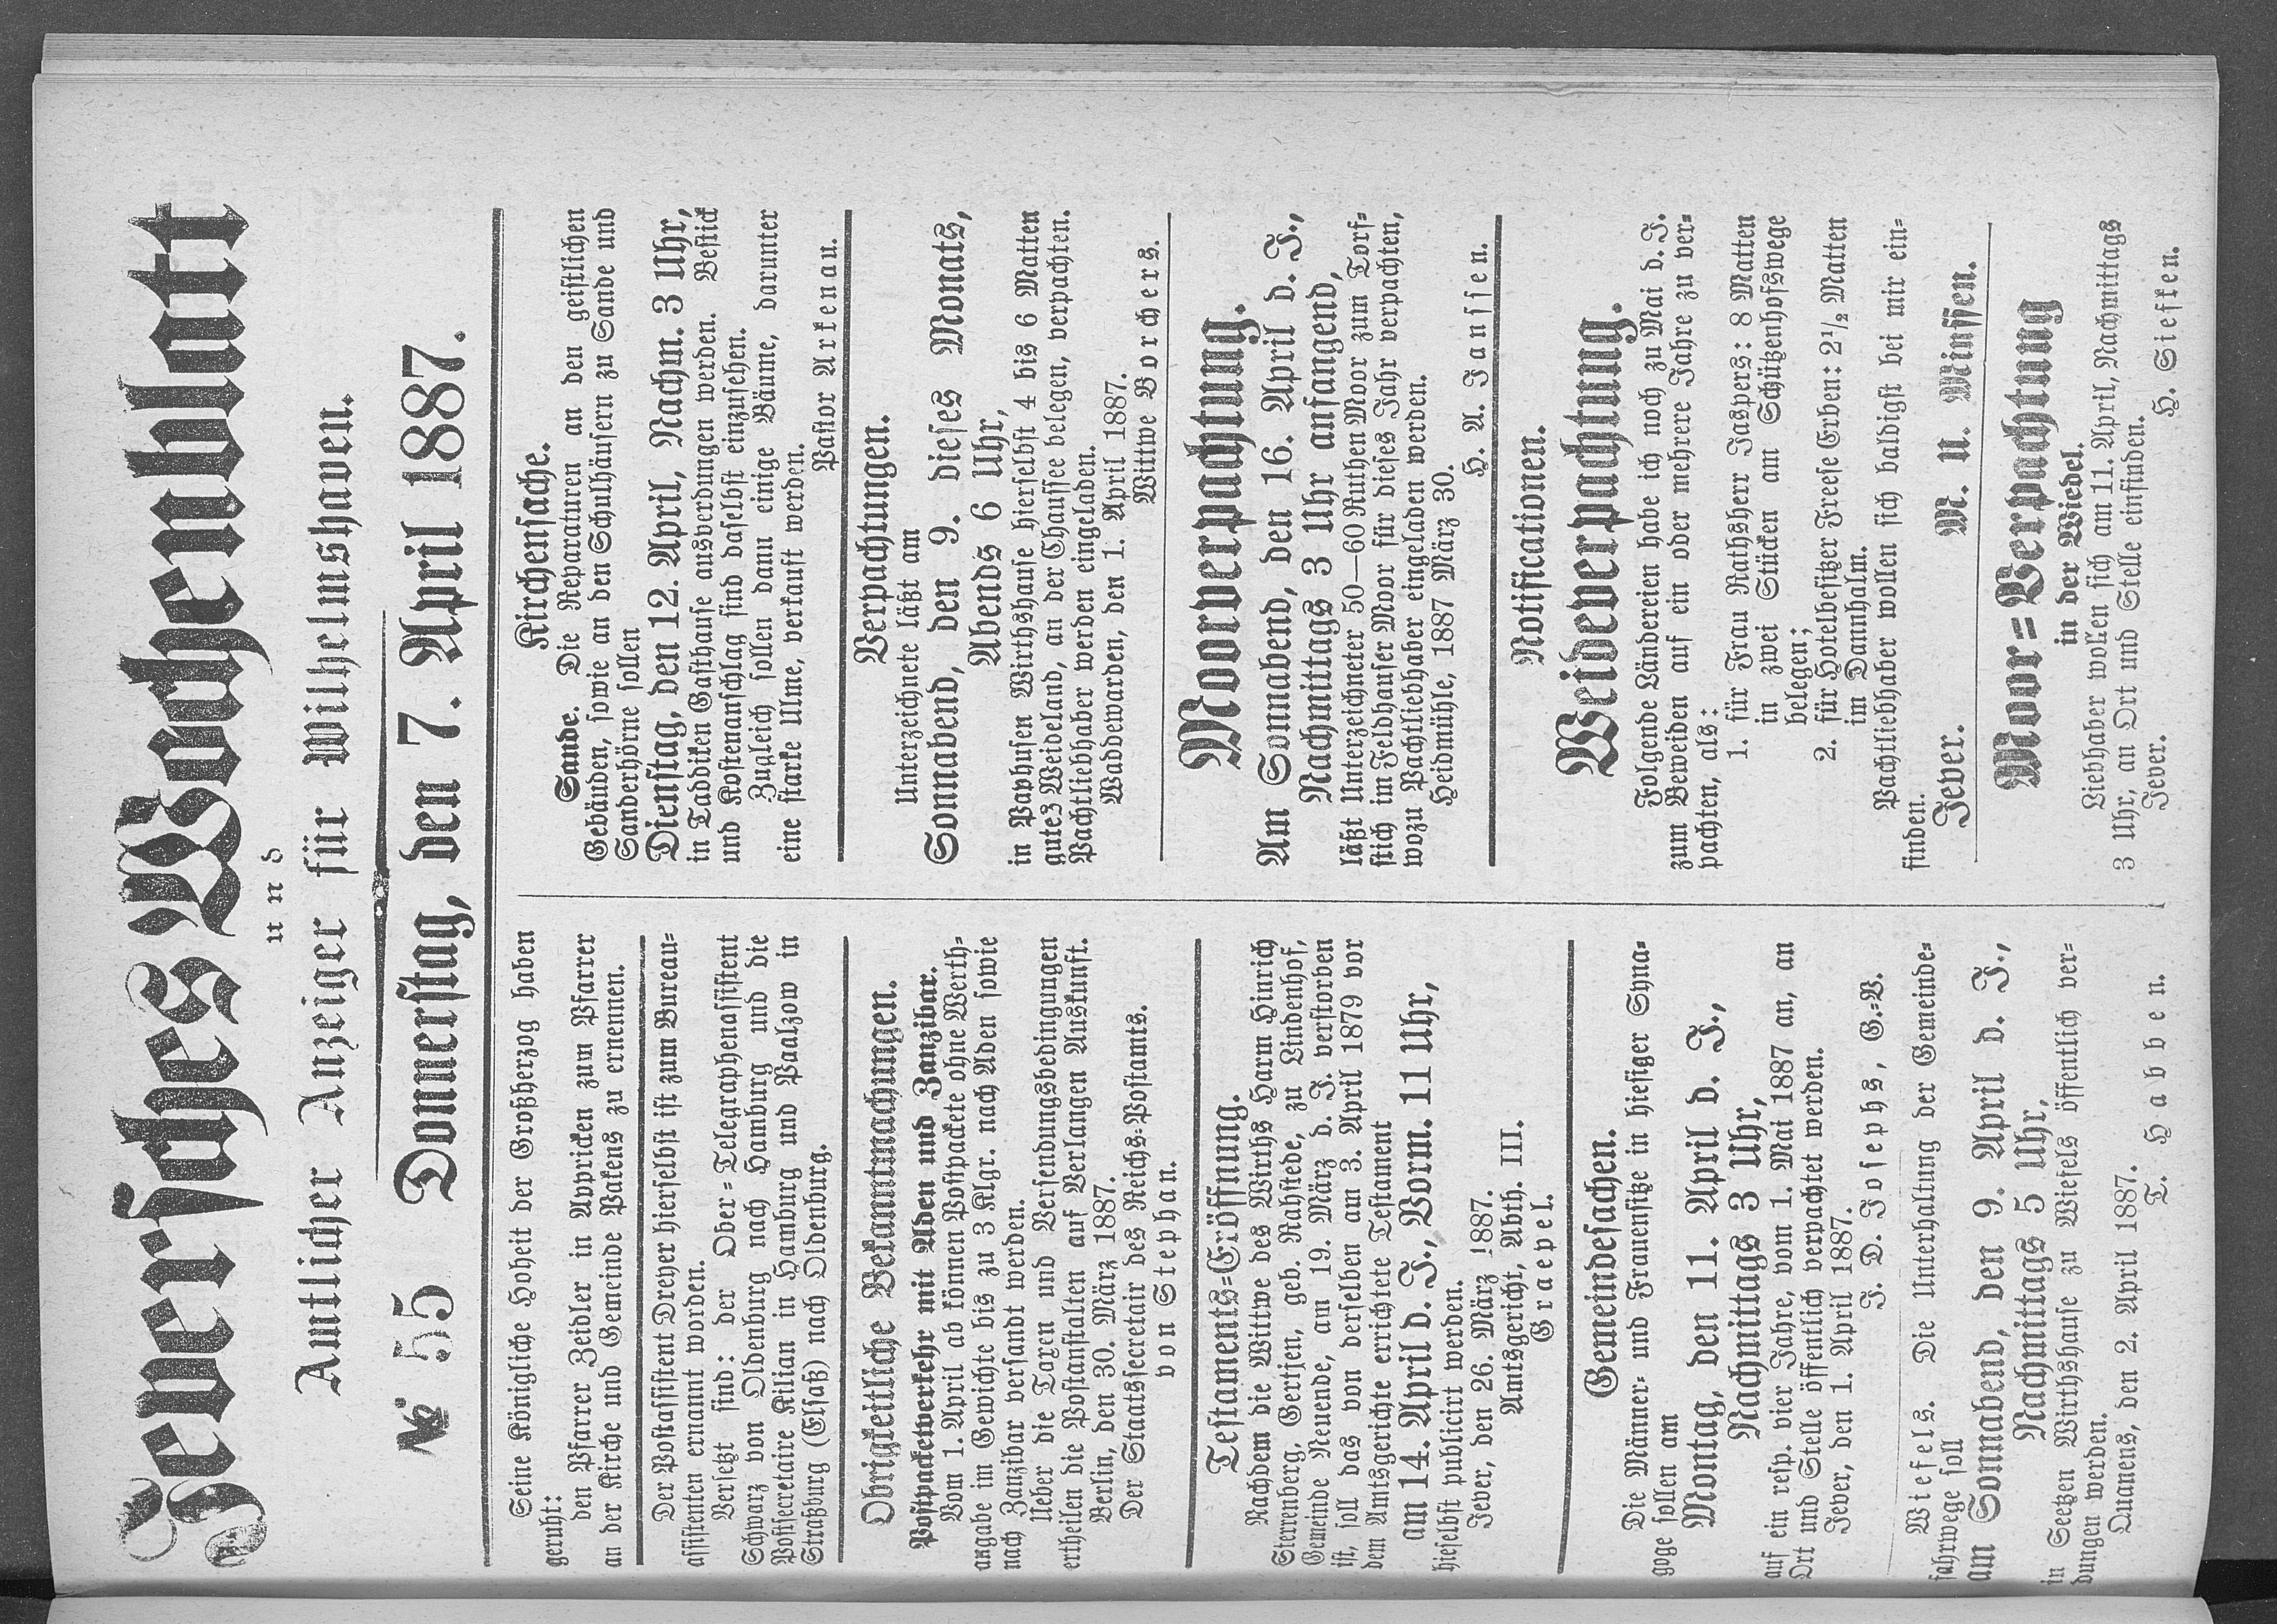 Jeversches Wochenblatt
und
Amtlicher Anzeiger für Wilhelmshaven.
№ 55 Donnerstag, den 7. April 1887.
Seine Königliche Hoheit der Großherzog haben
geruht:
den Pfarrer Zeidler in Appricken zum Pfarrer
an der Kirche und Gemeinde Pakens zu ernennen.
Der Postassistent Dreyer hierselbst ist zum Bureau-
assistenten ernannt worden.
Versetzt sind: der Ober-Telegraphenassistent
Schwarz von Oldenburg nach Hamburg und die
Postsecretaire Kilian in Hamburg und Paalzow in
Straßburg (Elsaß) nach Oldenburg.
Obrigkeitliche Bekanntmachungen.
Postpacketverkehr mit Aden und Zanzibar.
Vom 1. April ab können Postpackete ohne Werth-
angabe im Gewichte bis zu 3 Klgr. nach Aden sowie
nach Zanzibar versandt werden.
Ueber die Taxen und Versendungsbedingungen
ertheilen die Postanstalten auf Verlangen Auskunft.
Berlin, den 30. März 1887.
Der Staatssecretair des Reichs-Postamts.
von Stephan.
Testaments-Eröffnung.
Nachdem die Wittwe des Wirths Harm Hinrich
Sterrenberg, Gertjen, geb. Rahstede, zu Lindenhof,
Gemeinde Neuende, am 19. März d. J. verstorben
ist, soll das von derselben am 3. April 1879 vor
dem Amtsgerichte errichtete Testament
am 14. April d. J., Vorm. 11 Uhr,
hieselbst publicirt werden.
Jever, den 26. März 1887.
Amtsgericht, Abth. III.
Graepel.
Gemeindesachen.
Die Männer- und Frauensitze in hiesiger Syna-
goge sollen am
Montag, den 11. April d. J.,
Nachmittags 3 Uhr,
auf ein resp. vier Jahre, vom 1. Mai 1887 an, an
Ort und Stelle öffentlich verpachtet werden.
Jever, den 1. April 1887.
J. D. Josephs, G.-V.
Wiefels. Die Unterhaltung der Gemeinde-
fahrwege soll
am Sonnabend, den 9. April d. J.,
Nachmittags 5 Uhr,
in Seetzen Wirthshause zu Wiefels öffentlich ver-
dungen werden.
Quanens, den 2. April 1887.
T. Habben.
Kirchensache.
Sande. Die Reparaturen an den geistlichen
Gebäuden, sowie an den Schulhäusern zu Sande und
Sanderhörne sollen
Dienstag, den 12. April, Nachm. 3 Uhr,
in Taddiken Gasthause ausverdungen werden. Bestick
und Kostenanschlag sind daselbst einzusehen.
Zugleich sollen dann einige Bäume, darunter
eine starke Ulme, verkauft werden.
Pastor Arkenau.
Verpachtungen.
Unterzeichnete läßt am
Sonnabend, den 9. dieses Monats,
Abends 6 Uhr,
in Paphusen Wirthshause hierselbst 4 bis 6 Matten
gutes Weideland, an der Chaussee belegen, verpachten.
Pachtliebhaber werden eingeladen.
Waddewarden, den 1. April 1887.
Wittwe Borchers.
Moorverpachtung.
Am Sonnabend, den 16. April d. J.,
Nachmittags 3 Uhr anfangend,
läßt Unterzeichneter 50—60 Ruthen Moor zum Torf-
stich im Feldhauser Moor für dieses Jahr verpachten,
wozu Pachtliebhaber eingeladen werden.
Heidmühle, 1887 März 30.
H. A. Janssen.
Notificationen.
Weideverpachtung.
Folgende Ländereien habe ich noch zu Mai d. J.
zum Beweiden auf ein oder mehrere Jahre zu ver-
pachten, als:
1. für Frau Rathsherr Jaspers: 8 Matten
in zwei Stücken am Schützenhofswege
belegen;
2. für Hotelbesitzer Freese Erben: 2½ Matten
im Dannhalm.
Pachtliebhaber wollen sich baldigst bei mir ein-
finden.
Jever. M. U. Minssen.
Moor-Verpachtung
in der Wiedel.
Liebhaber wollen sich am 11. April, Nachmittags
3 Uhr, an Ort und Stelle einfinden.
Jever. H. Siefken.